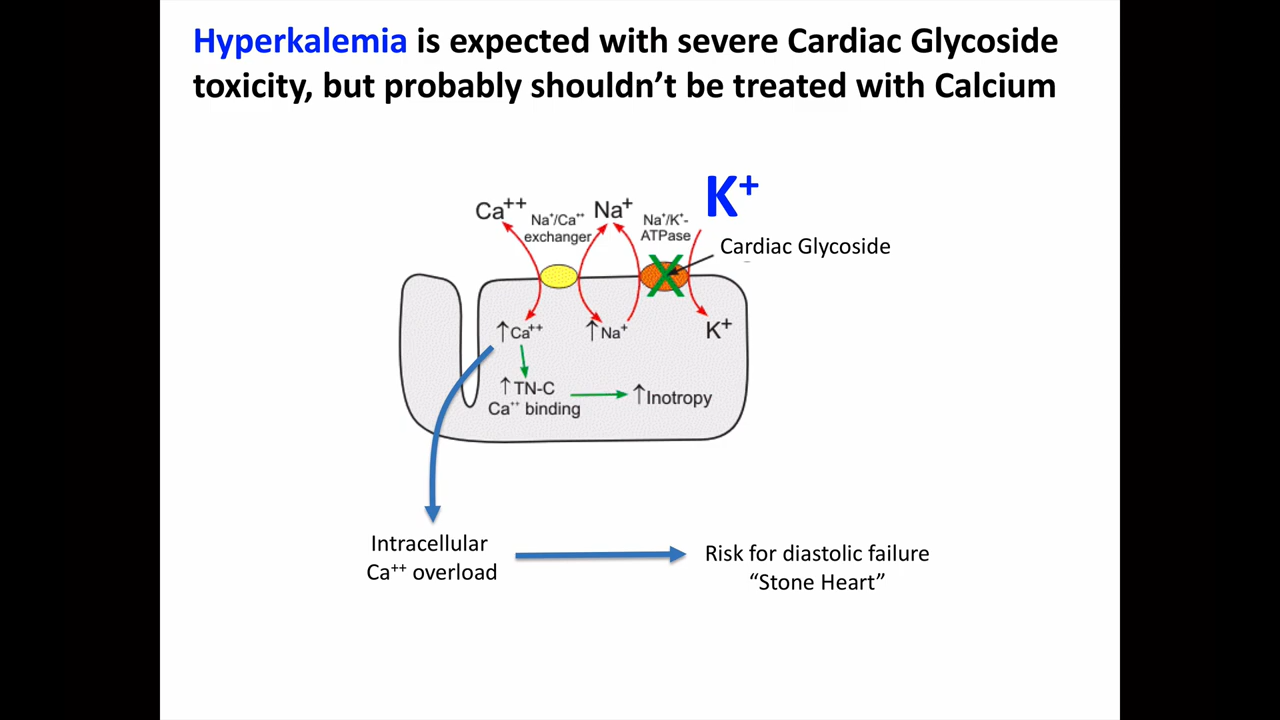 Hyperkalemia is expected with severe Cardiac Glycoside
toxicity, but probably shouldn’t be treated with Calcium
K⁺
Ca⁺⁺
Na⁺/Ca⁺⁺
exchanger
Na⁺
Na⁺/K⁺-
ATPase
Cardiac Glycoside
↑Ca⁺⁺
↑Na⁺
K⁺
↑TN-C
Ca⁺⁺ binding
↑Inotropy
Intracellular
Ca⁺⁺ overload
Risk for diastolic failure
“Stone Heart”